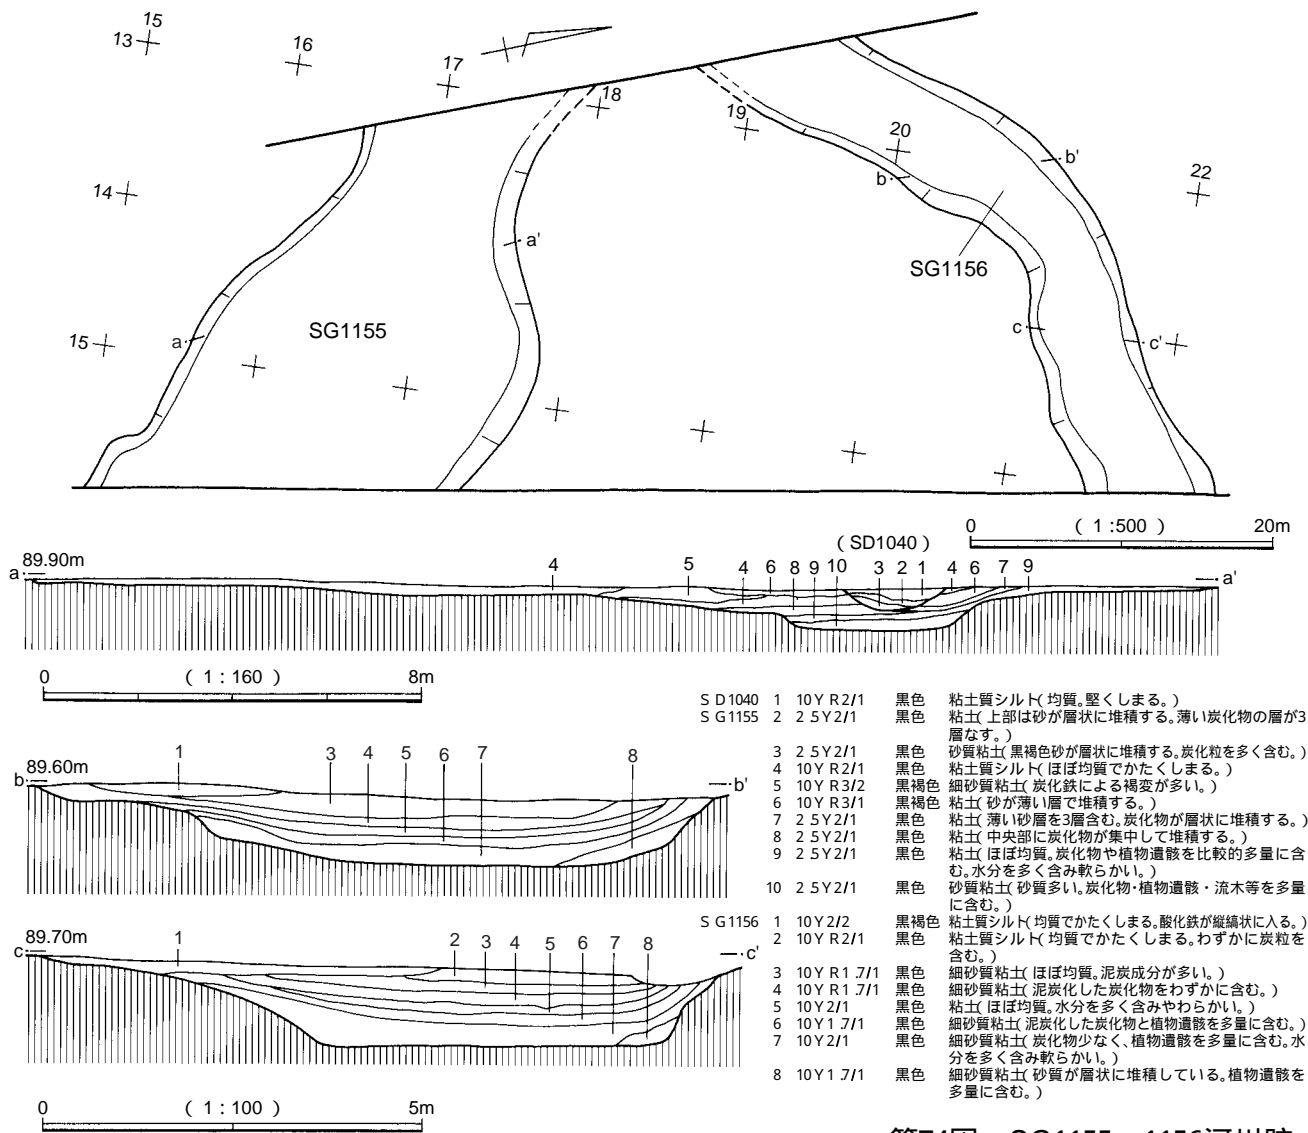 15
13
16
17
18
19
20
22
14
15
a
a'
b
b'
c
c'
SG1155
SG1156
0 ( 1:500 ) 20m
(SD1040)
89.90m
a 4 5 4 6 8 9 10 3 2 1 4 6 7 9 a'
0 ( 1:160 ) 8m
89.60m
b 1 3 4 5 6 7 8 b'
89.70m
c 1 2 3 4 5 6 7 8 c'
0 ( 1:100 ) 5m
SD1040 1 10YR2/1 黒色 粘土質シルト(均質。堅くしまる。)
SG1155 2 2.5Y2/1 黒色 粘土(上部は砂が層状に堆積する。薄い炭化物の層が3
層なす。)
3 2.5Y2/1 黒色 砂質粘土(黒褐色砂が層状に堆積する。炭化粒を多く含む。)
4 10YR2/1 黒色 粘土質シルト(ほぼ均質でかたくしまる。)
5 10YR3/2 黒褐色 細砂質粘土(炭化鉄による褐変が多い。)
6 10YR3/1 黒褐色 粘土(砂が薄い層で堆積する。)
7 2.5Y2/1 黒色 粘土(薄い砂層を3層含む。炭化物が層状に堆積する。)
8 2.5Y2/1 黒色 粘土(中央部に炭化物が集中して堆積する。)
9 2.5Y2/1 黒色 粘土(ほぼ均質。炭化物や植物遺骸を比較的多量に含
む。水分を多く含み軟らかい。)
10 2.5Y2/1 黒色 砂質粘土(砂質多い。炭化物・植物遺骸・流木等を多量
に含む。)
SG1156 1 10Y2/2 黒褐色 粘土質シルト(均質でかたくしまる。酸化鉄が縦縞状に入る。)
2 10YR2/1 黒色 粘土質シルト(均質でかたくしまる。わずかに炭粒を
含む。)
3 10YR1.7/1 黒色 細砂質粘土(ほぼ均質。泥炭成分が多い。)
4 10YR1.7/1 黒色 細砂質粘土(泥炭化した炭化物をわずかに含む。)
5 10Y2/1 黒色 粘土(ほぼ均質。水分を多く含みやわらかい。)
6 10Y1.7/1 黒色 細砂質粘土(泥炭化した炭化物と植物遺骸を多量に含む。)
7 10Y2/1 黒色 細砂質粘土(炭化物少なく、植物遺骸を多量に含む。水
分を多く含み軟らかい。)
8 10Y1.7/1 黒色 細砂質粘土(砂質が層状に堆積している。植物遺骸を
多量に含む。)